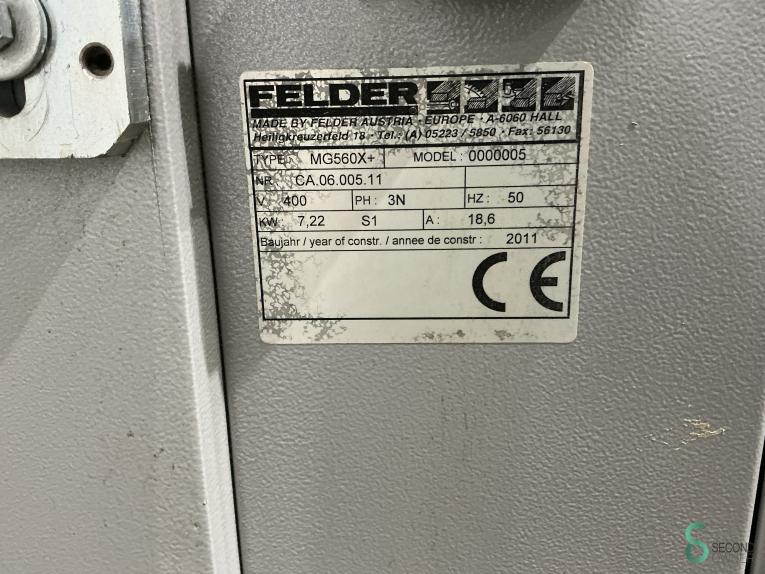 FELDER
MADE BY FELDER AUSTRIA - EUROPE - A-6060 HALL
Heiligkreuzerfeld 18 - Tel.: (A) 05223 / 5850 - Fax: 56130
TYPE: MG560X+ MODEL : 0000005
NR. CA.06.005.11
V. 400 PH : 3N HZ : 50
KW: 7,22 S1 A : 18,6
Baujahr / year of constr. / annee de constr : 2011
CE
SECOND